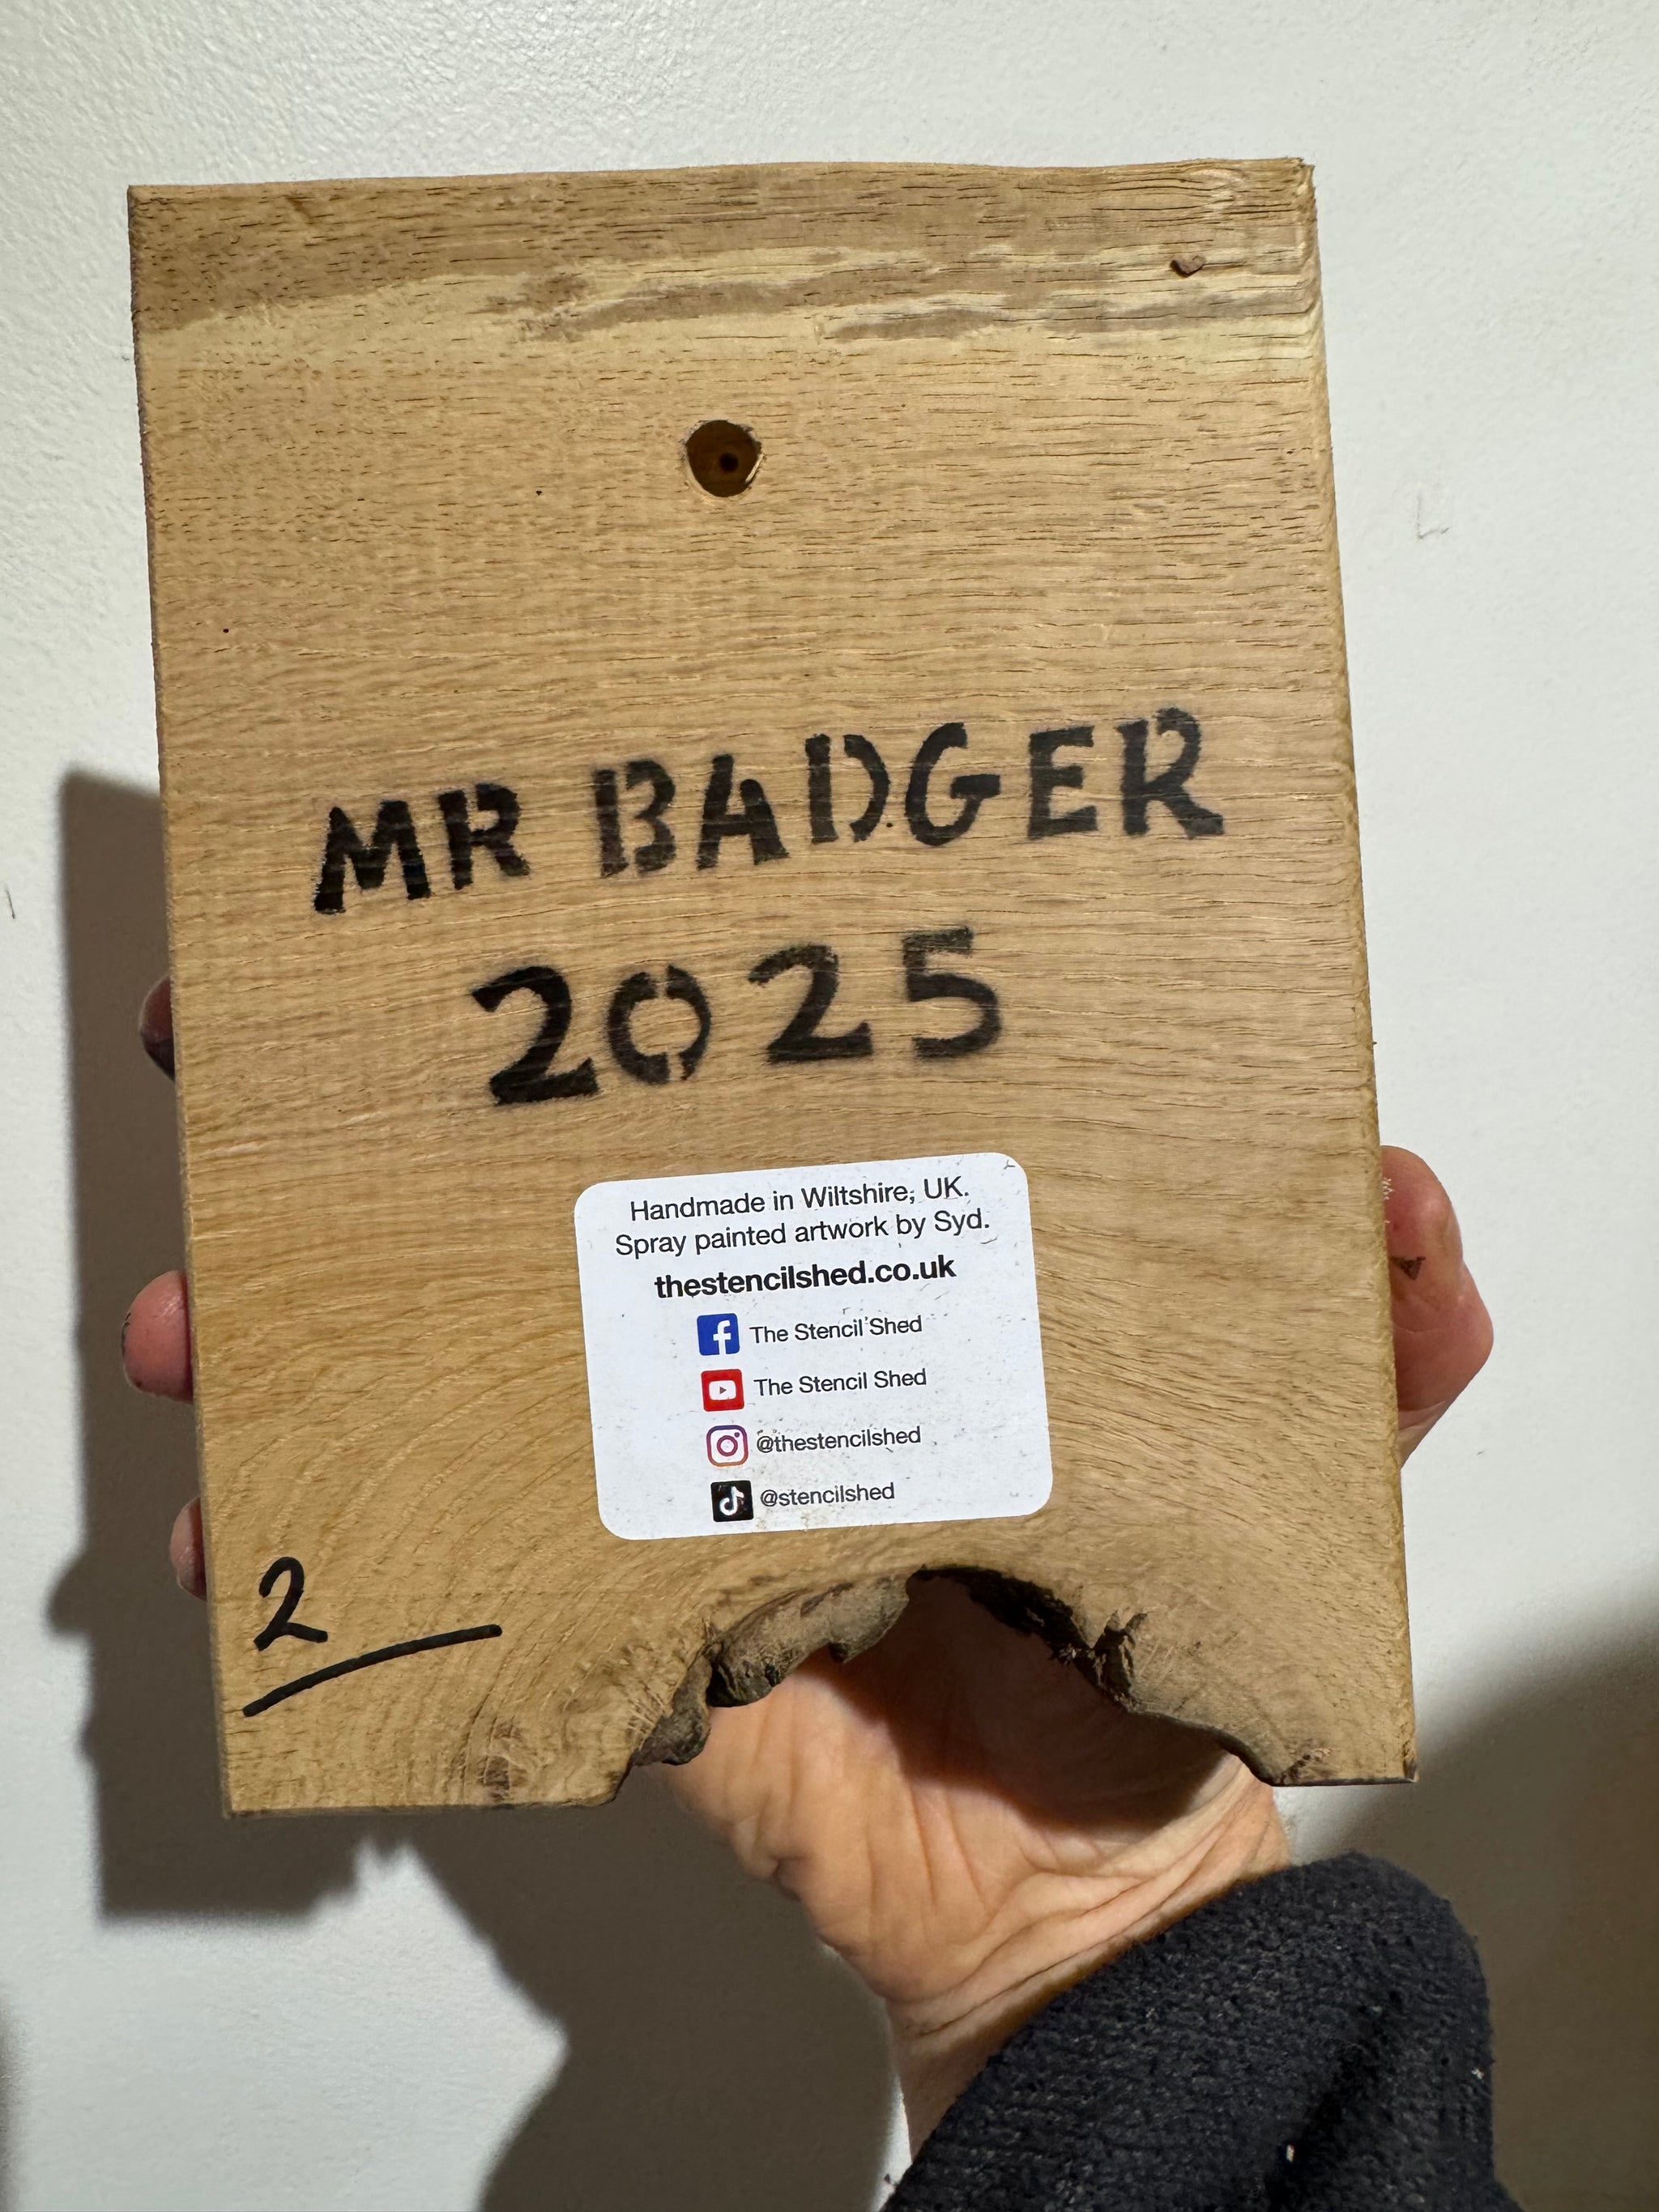 MR BADGER
2025
Handmade in Wiltshire, UK.
Spray painted artwork by Syd.
thestencilshed.co.uk
The Stencil Shed
The Stencil Shed
@thestencilshed
@stencilshed
2